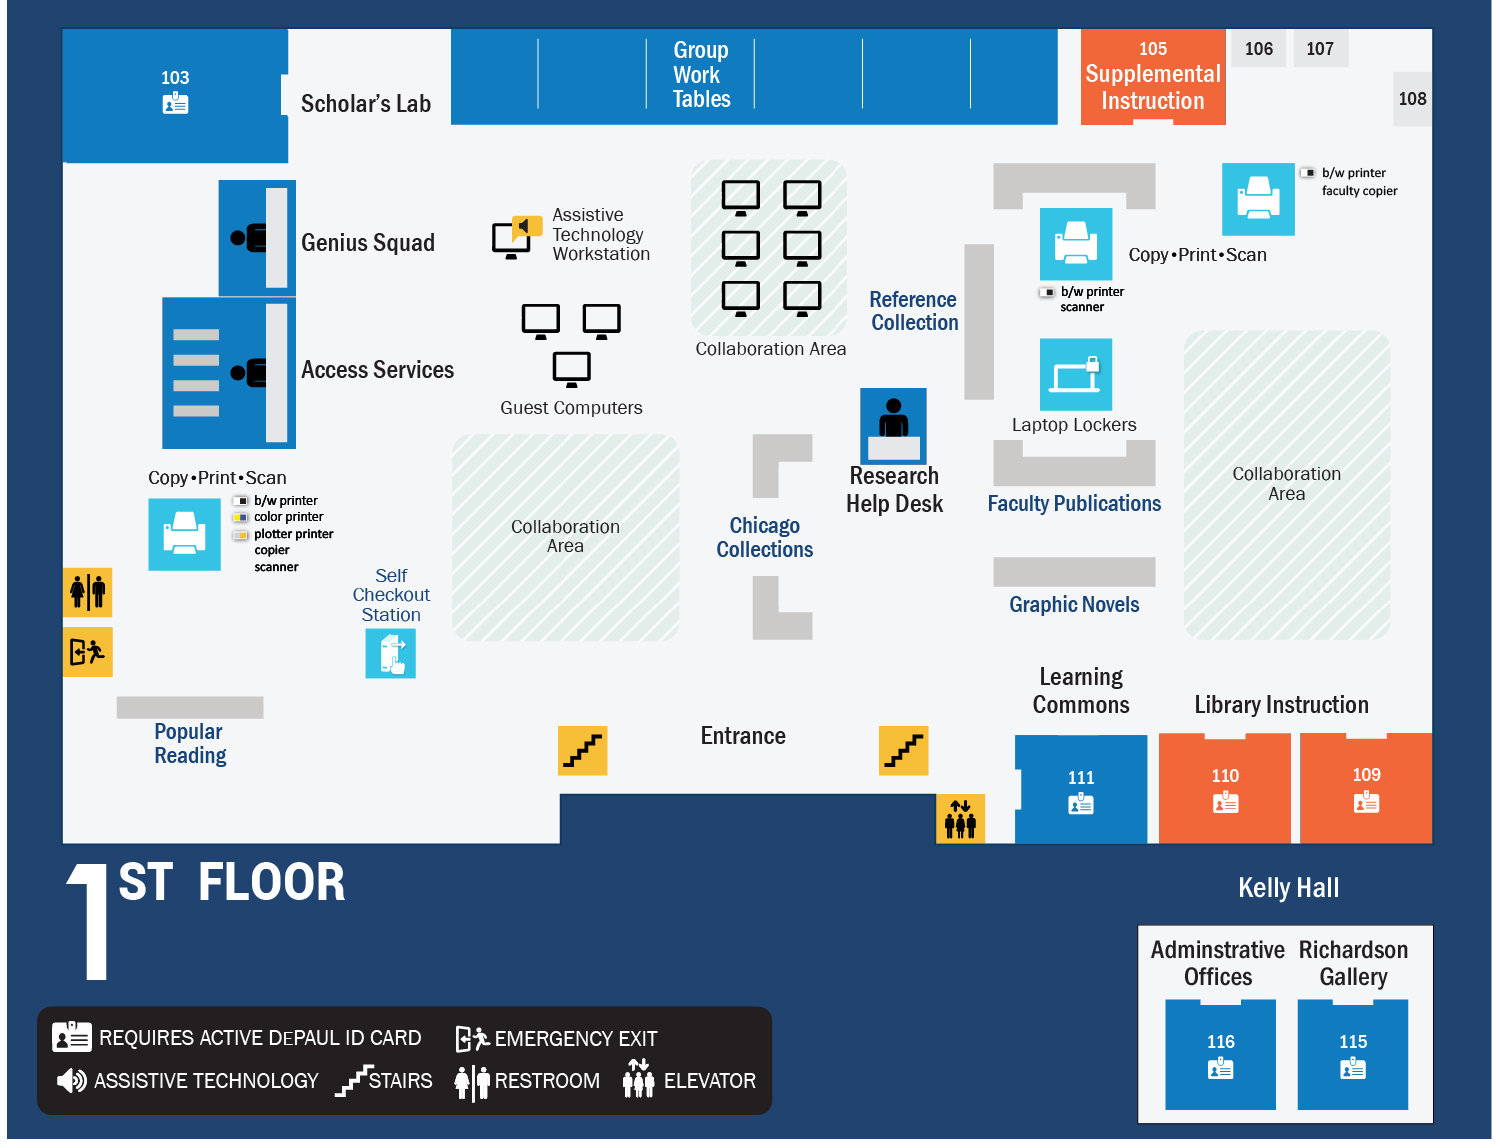 103
Scholar's Lab
Group
Work
Tables
105
Supplemental
Instruction
106
107
108
Genius Squad
Assistive
Technology
Workstation
b/w printer
faculty copier
Copy•Print•Scan
b/w printer
scanner
Reference
Collection
Collaboration Area
Access Services
Guest Computers
Laptop Lockers
Copy•Print•Scan
b/w printer
color printer
plotter printer
copier
scanner
Collaboration
Area
Research
Help Desk
Faculty Publications
Collaboration
Area
Chicago
Collections
Self
Checkout
Station
Graphic Novels
Popular
Reading
Entrance
Learning
Commons
Library Instruction
111
110
109
1ST FLOOR
Kelly Hall
Adminstrative
Offices
Richardson
Gallery
116
115
REQUIRES ACTIVE DEPAUL ID CARD
EMERGENCY EXIT
ASSISTIVE TECHNOLOGY
STAIRS
RESTROOM
ELEVATOR